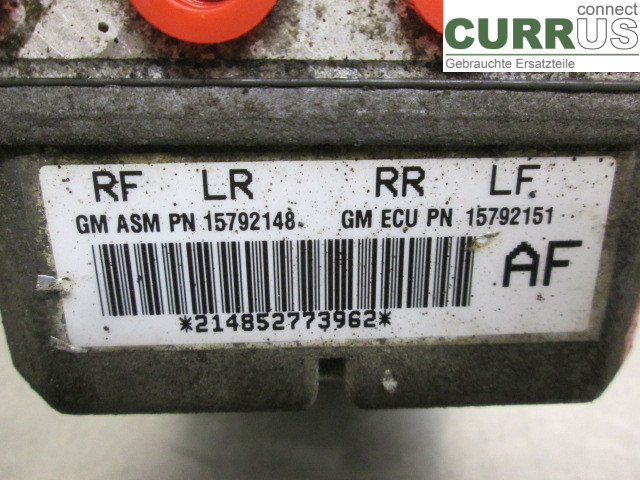 connect
CURRUS
Gebrauchte Ersatzteile
RF LR RR LF
GM ASM PN 15792148 GM ECU PN 15792151
AF
*214852773962*